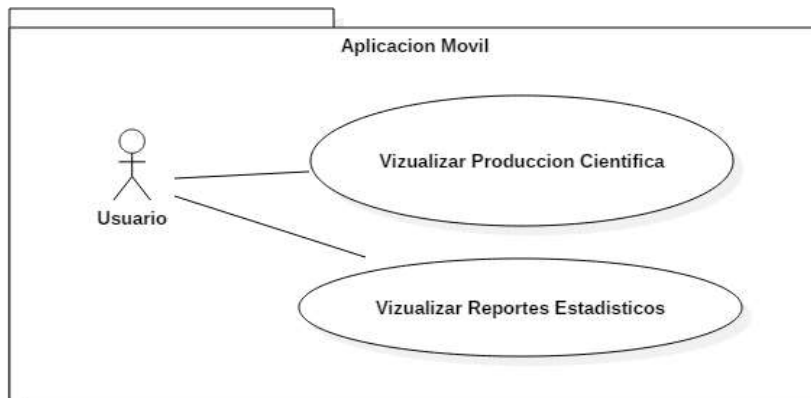 Aplicacion Movil
Vizualizar Produccion Cientifica
Usuario
Vizualizar Reportes Estadisticos